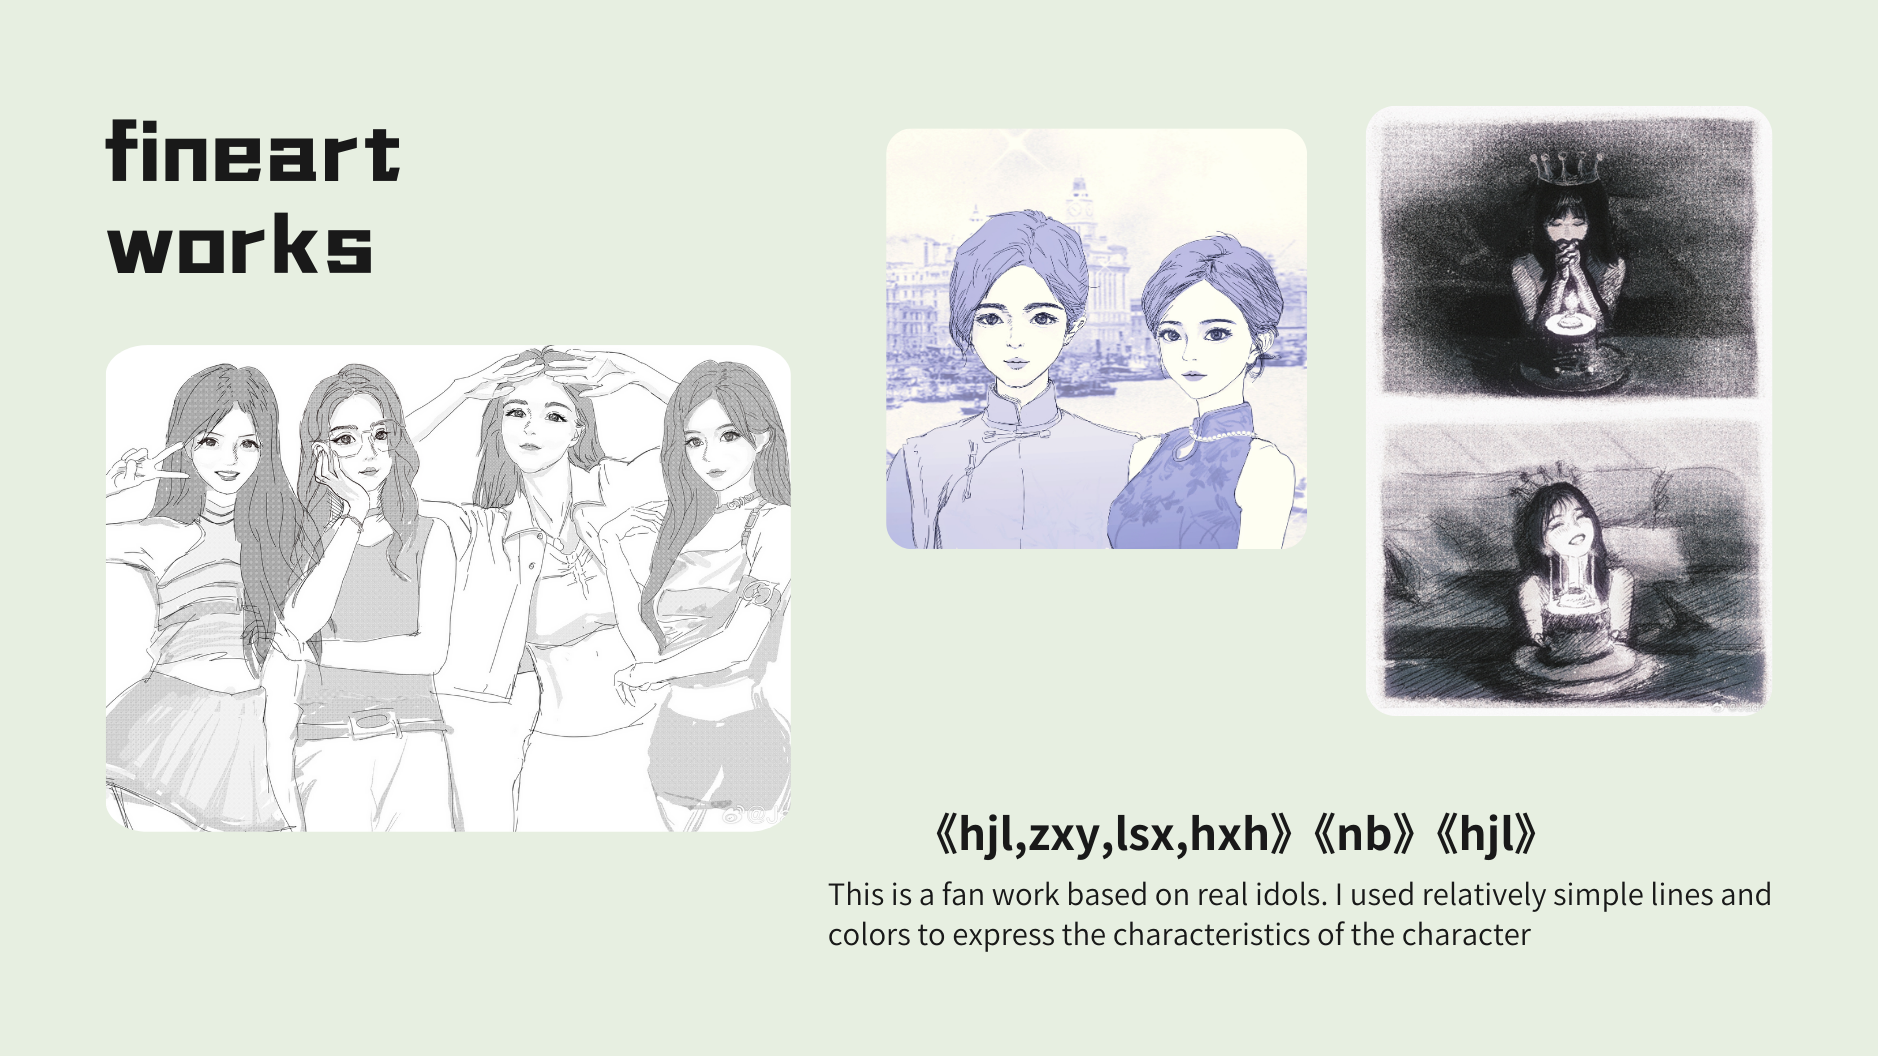 fineart
works
《hjl,zxy,lsx,hxh》《nb》《hjl》
This is a fan work based on real idols. I used relatively simple lines and
colors to express the characteristics of the character